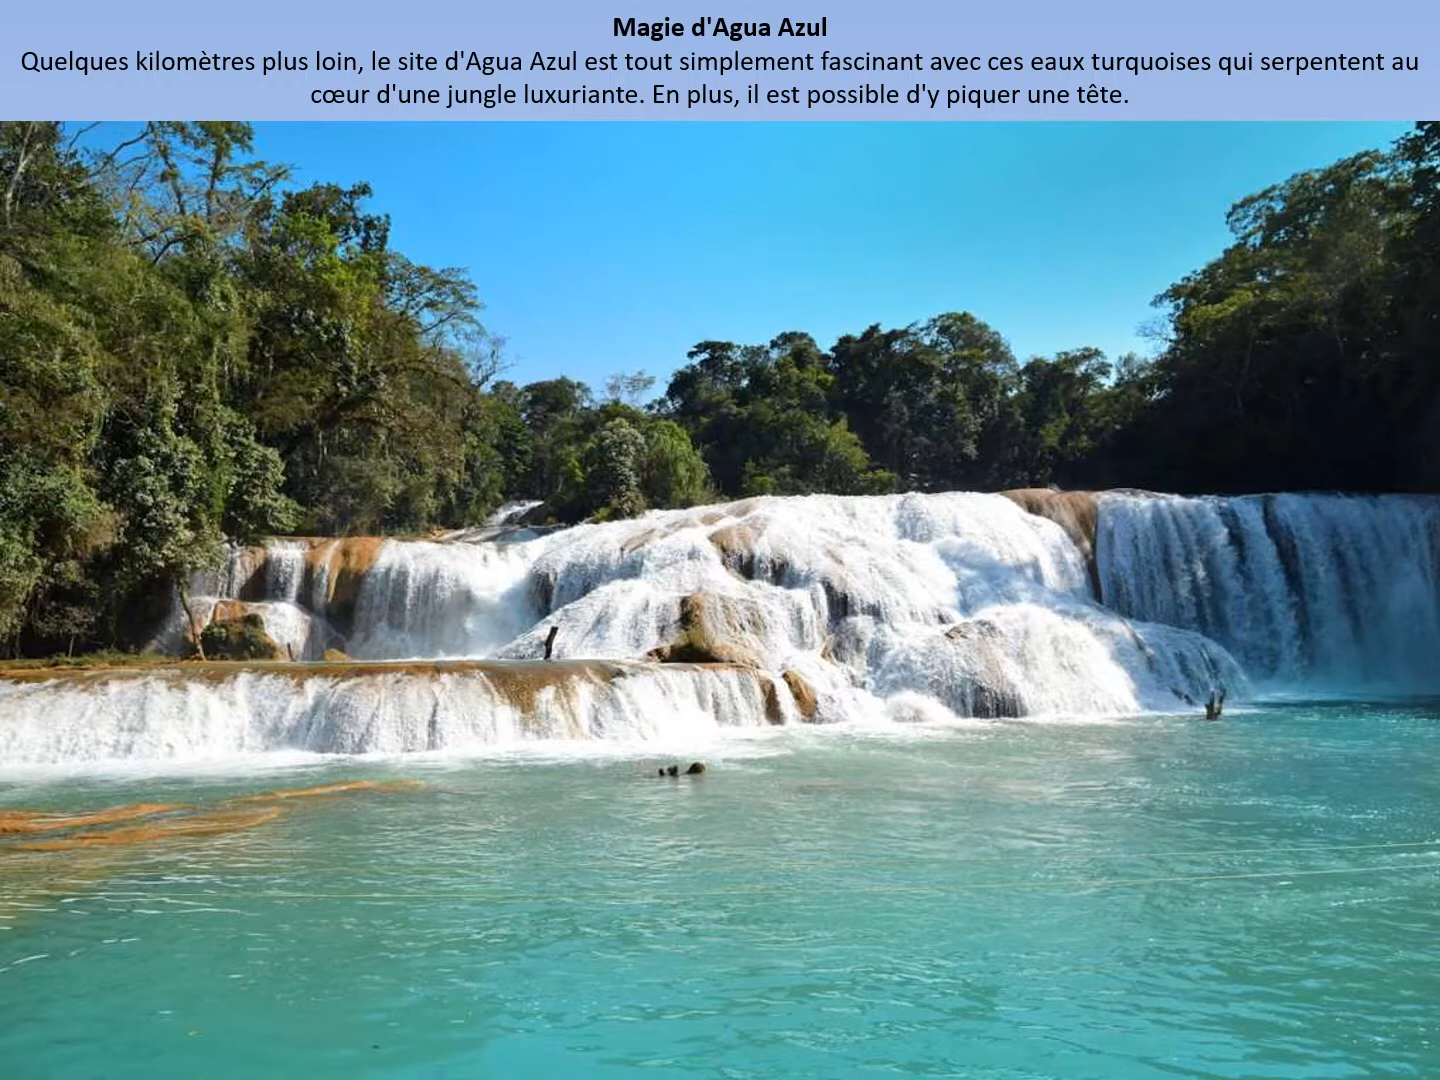 Magie d'Agua Azul
Quelques kilomètres plus loin, le site d'Agua Azul est tout simplement fascinant avec ces eaux turquoises qui serpentent au
cœur d'une jungle luxuriante. En plus, il est possible d'y piquer une tête.